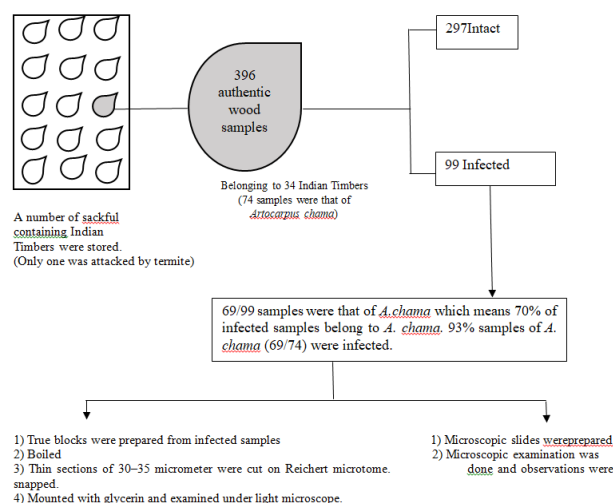 297Intact
396
authentic
wood
samples
99 Infected
Belonging to 34 Indian Timbers
(74 samples were that of
Artocarpus chama)
A number of sackful
containing Indian
Timbers were stored.
(Only one was attacked by termite)
69/99 samples were that of A.chama which means 70% of
infected samples belong to A. chama. 93% samples of A.
chama (69/74) were infected.
1) True blocks were prepared from infected samples
2) Boiled
3) Thin sections of 30–35 micrometer were cut on Reichert microtome.
snapped.
4) Mounted with glycerin and examined under light microscope.
1) Microscopic slides wereprepared
2) Microscopic examination was
done and observations were